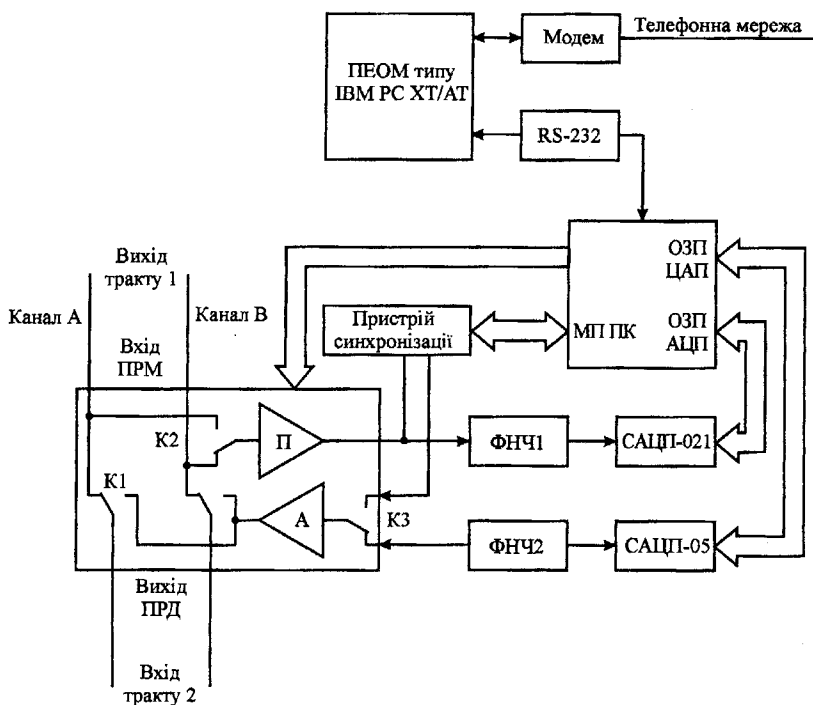 Телефонна мережа
Модем
ПЕОМ типу
IBM PC XT/AT
RS-232
Вихід
тракту 1
Канал А
Канал В
Вхід
ПРМ
Пристрій
синхронізації
МП ПК
ОЗП
ЦАП
ОЗП
АЦП
К2
П
ФНЧ1
САЦП-021
К1
А
К3
ФНЧ2
САЦП-05
Вихід
ПРД
Вхід
тракту 2